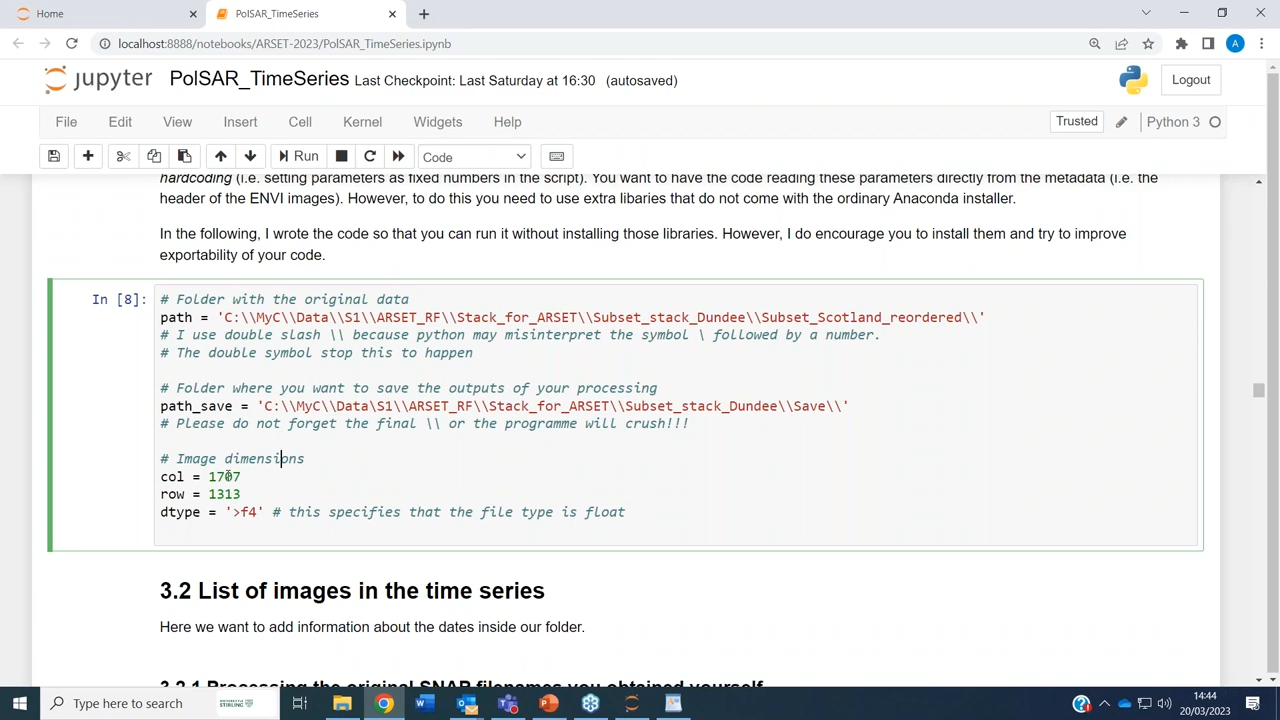 Home
PolSAR_TimeSeries
localhost:8888/notebooks/ARSET-2023/PolSAR_TimeSeries.ipynb
A
jupyter PolSAR_TimeSeries Last Checkpoint: Last Saturday at 16:30 (autosaved)
Logout
File Edit View Insert Cell Kernel Widgets Help
Trusted
Python 3
Run
Code
hardcoding (i.e. setting parameters as fixed numbers in the script). You want to have the code reading these parameters directly from the metadata (i.e. the
header of the ENVI images). However, to do this you need to use extra libaries that do not come with the ordinary Anaconda installer.
In the following, I wrote the code so that you can run it without installing those libraries. However, I do encourage you to install them and try to improve
exportability of your code.
In [8]:
# Folder with the original data
path = 'C:\\MyC\\Data\\S1\\ARSET_RF\\Stack_for_ARSET\\Subset_stack_Dundee\\Subset_Scotland_reordered\\'
# I use double slash \\ because python may misinterpret the symbol \ followed by a number.
# The double symbol stop this to happen
# Folder where you want to save the outputs of your processing
path_save = 'C:\\MyC\\Data\S1\\ARSET_RF\\Stack_for_ARSET\\Subset_stack_Dundee\\Save\\'
# Please do not forget the final \\ or the programme will crush!!!
# Image dimensions
col = 1707
row = 1313
dtype = '>f4' # this specifies that the file type is float
3.2 List of images in the time series
Here we want to add information about the dates inside our folder.
3.2.1 Processing the original SNAP filenames you obtained yourself
Type here to search
14:44
20/03/2023